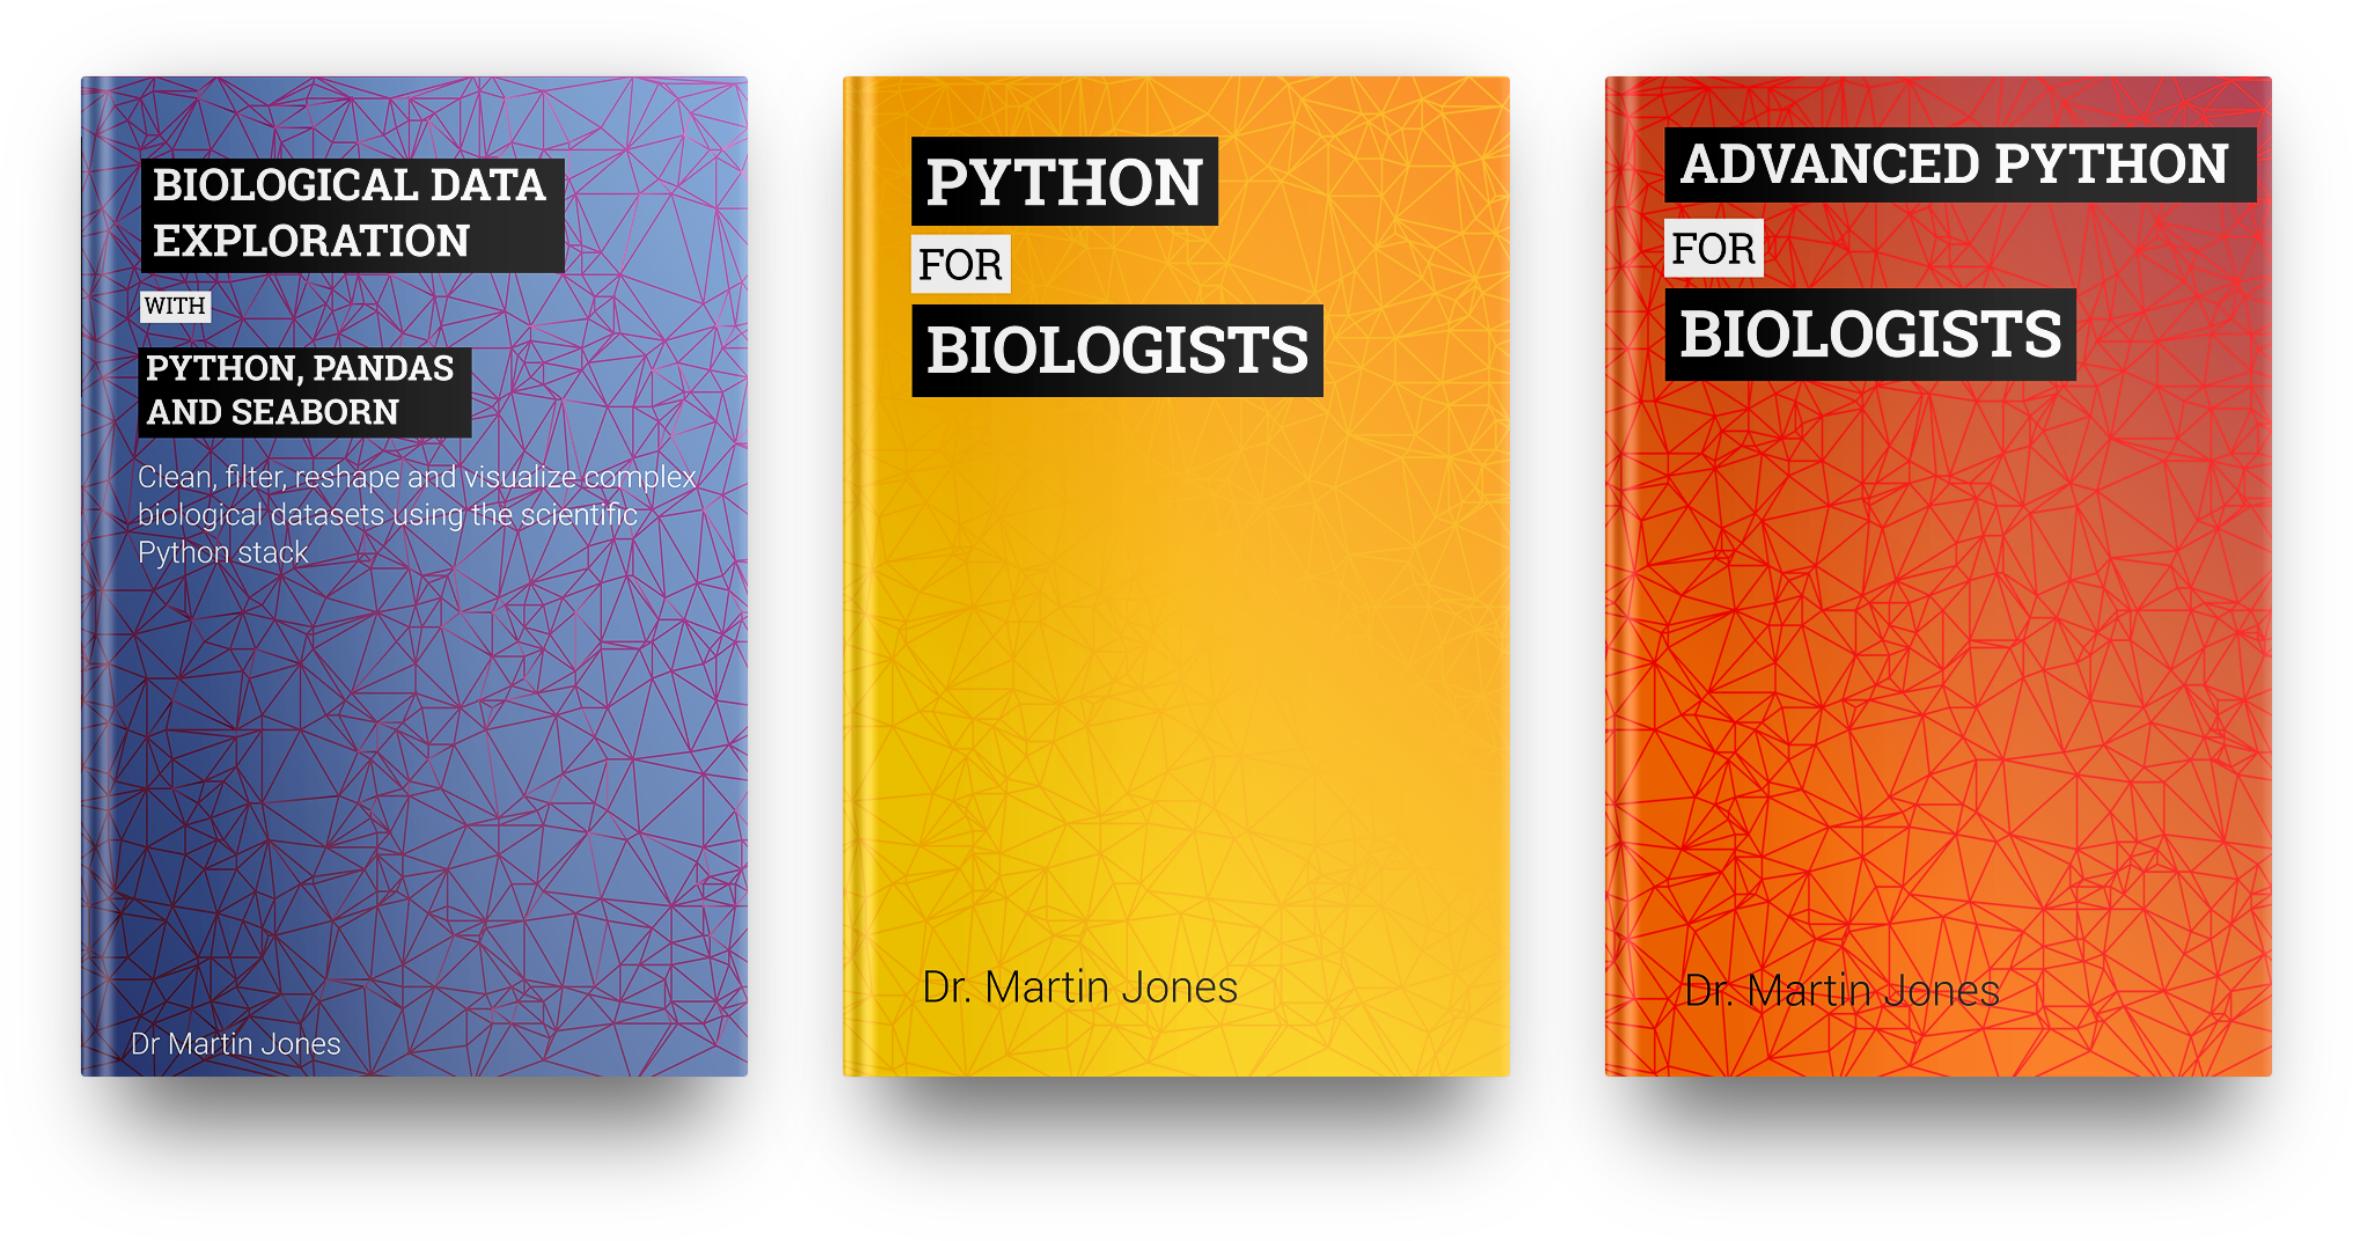 BIOLOGICAL DATA
EXPLORATION
WITH
PYTHON, PANDAS
AND SEABORN
Clean, filter, reshape and visualize complex
biological datasets using the scientific
Python stack
Dr Martin Jones
PYTHON
FOR
BIOLOGISTS
Dr. Martin Jones
ADVANCED PYTHON
FOR
BIOLOGISTS
Dr. Martin Jones